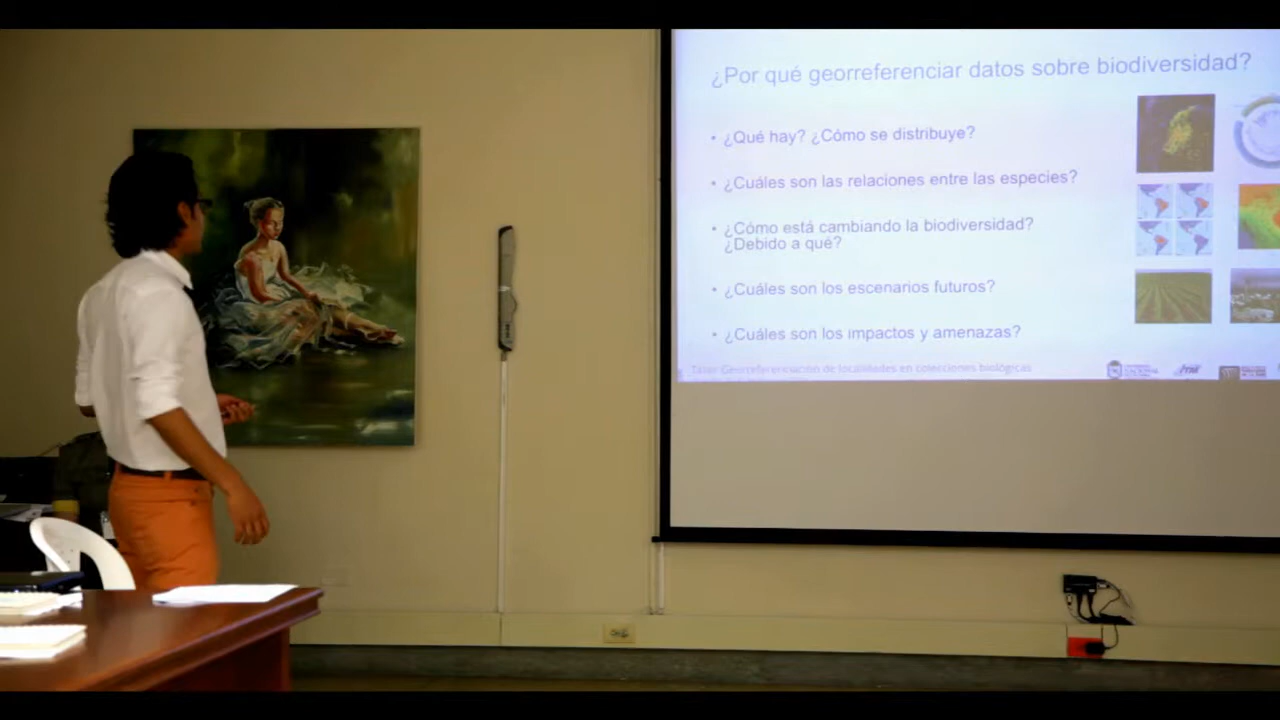 ¿Por qué georreferenciar datos sobre biodiversidad?
• ¿Qué hay? ¿Cómo se distribuye?
• ¿Cuáles son las relaciones entre las especies?
• ¿Cómo está cambiando la biodiversidad?
¿Debido a qué?
• ¿Cuáles son los escenarios futuros?
• ¿Cuáles son los impactos y amenazas?
Taller Georreferenciación de localidades en colecciones biológicas